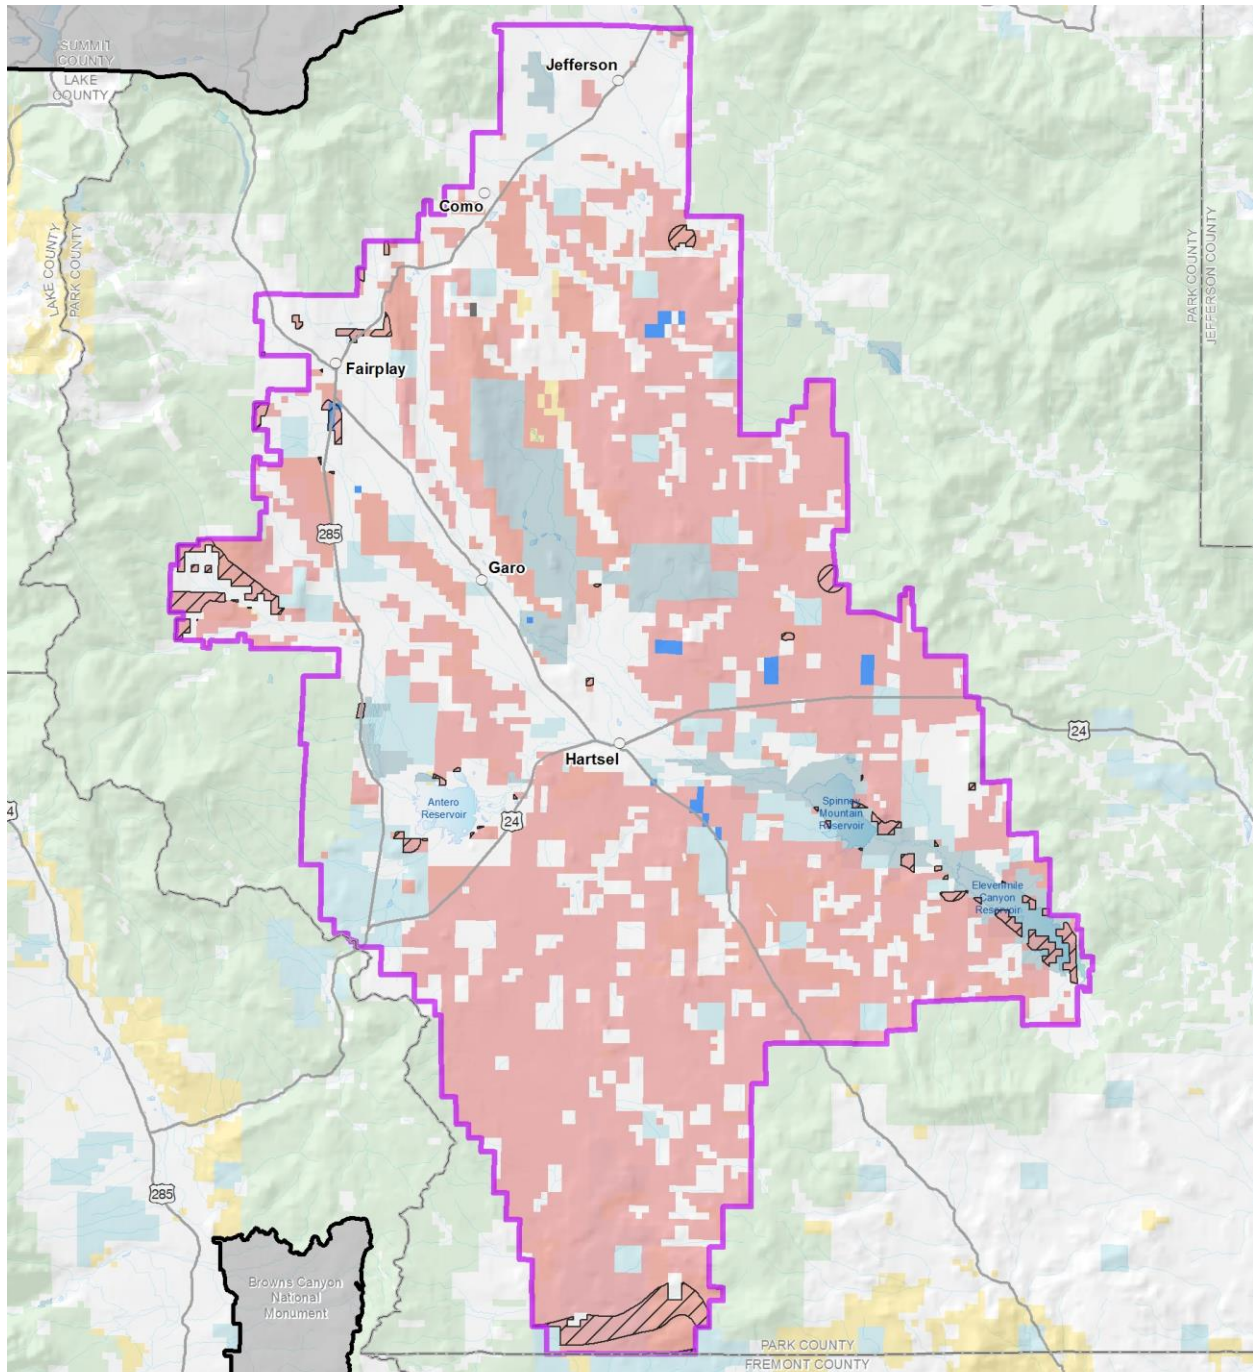 SUMMIT
COUNTY
LAKE
COUNTY
Jefferson
Como
LAKE COUNTY
PARK COUNTY
PARK COUNTY
JEFFERSON COUNTY
Fairplay
285
Garo
24
Hartsel
Antero
Reservoir
24
Spinney
Mountain
Reservoir
4
Elevenmile
Canyon
Reservoir
285
Browns Canyon
National
Monument
PARK COUNTY
FREMONT COUNTY